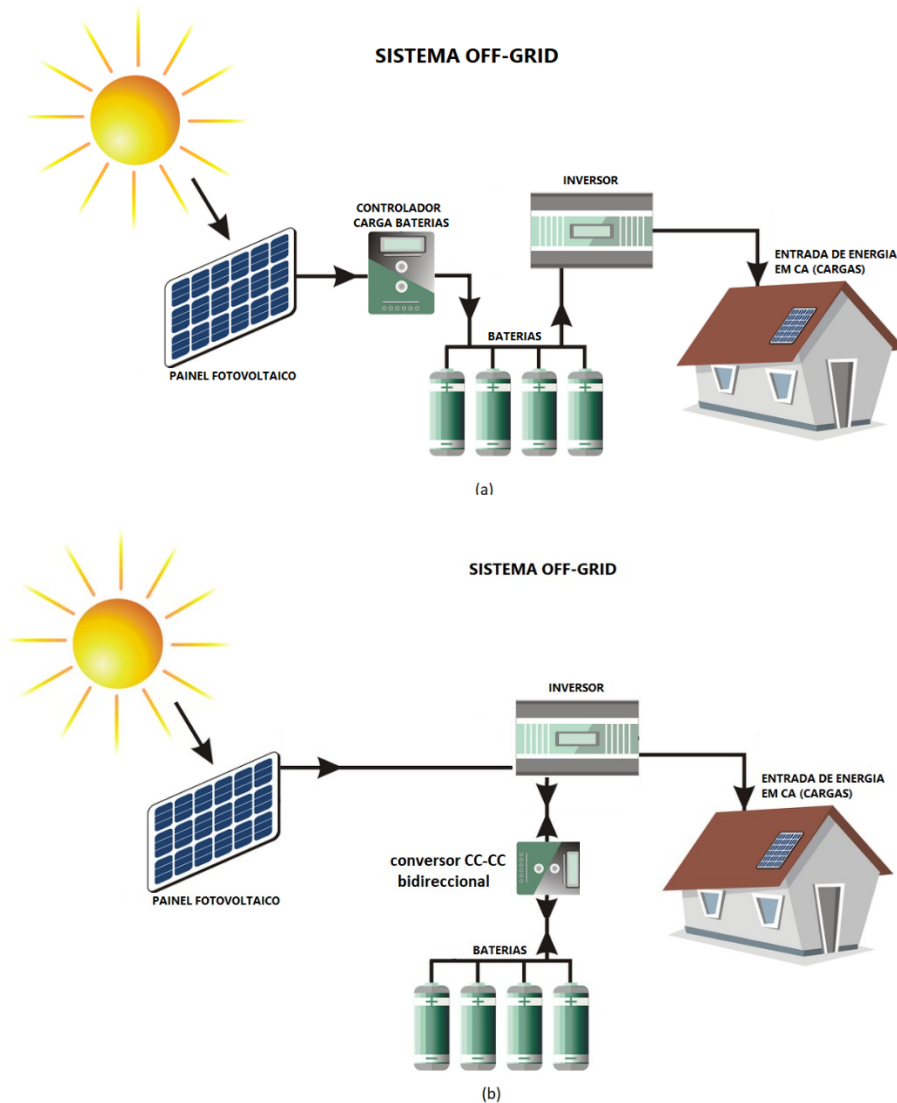 SISTEMA OFF-GRID
INVERSOR
CONTROLADOR
CARGA BATERIAS
ENTRADA DE ENERGIA
EM CA (CARGAS)
BATERIAS
PAINEL FOTOVOLTAICO
(a)
SISTEMA OFF-GRID
INVERSOR
ENTRADA DE ENERGIA
EM CA (CARGAS)
conversor CC-CC
bidireccional
PAINEL FOTOVOLTAICO
BATERIAS
(b)